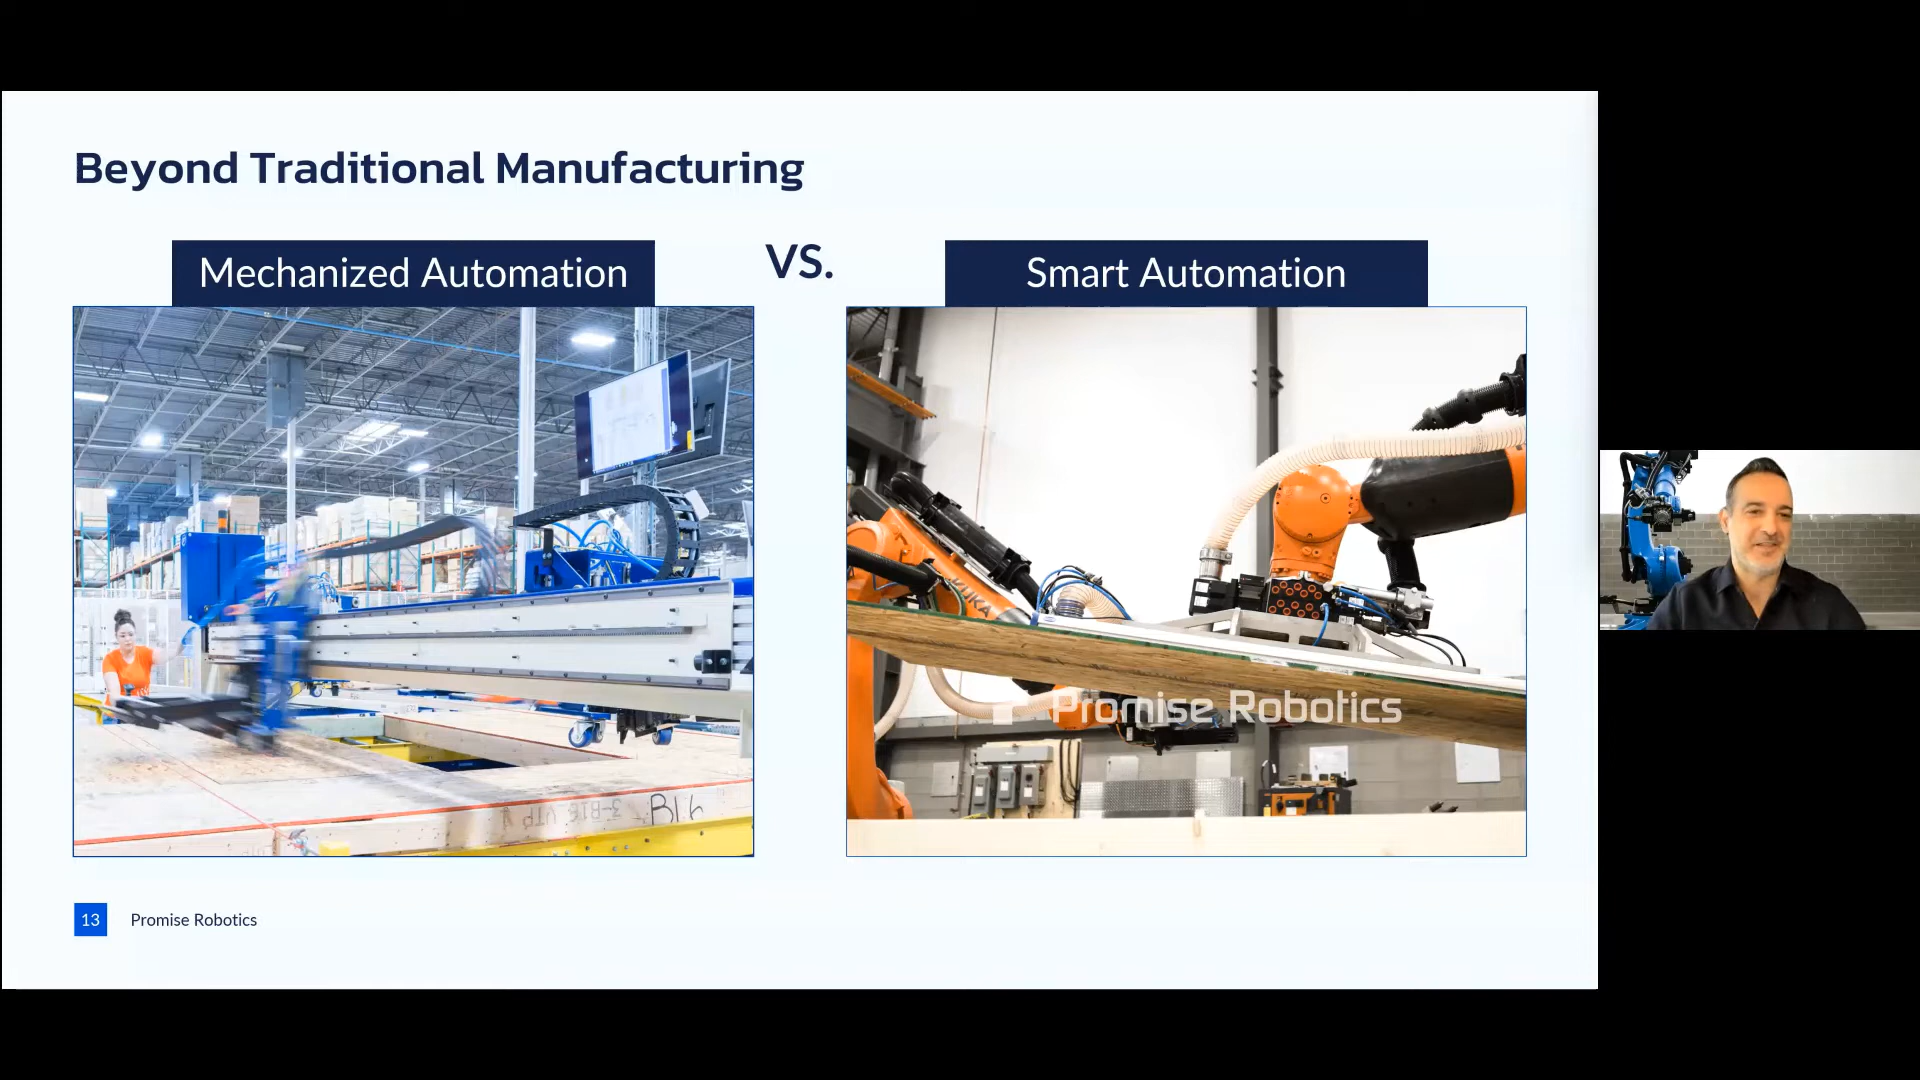 Beyond Traditional Manufacturing
Mechanized Automation
VS.
Smart Automation
KUKA
Promise Robotics
13
Promise Robotics